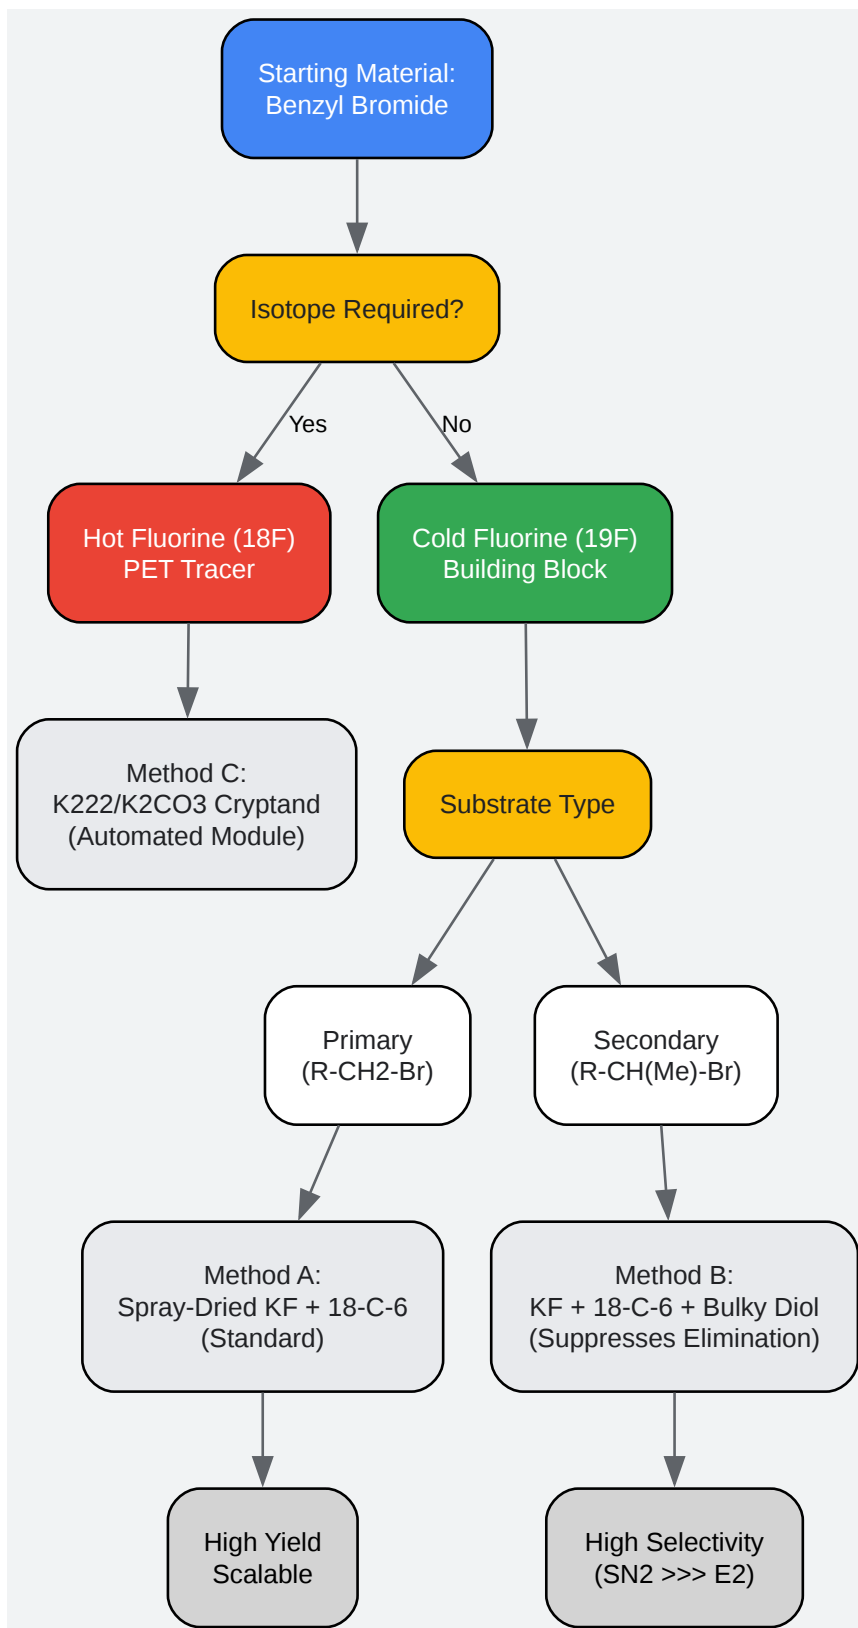 Starting Material:
Benzyl Bromide
Isotope Required?
Yes
No
Hot Fluorine (18F)
PET Tracer
Cold Fluorine (19F)
Building Block
Method C:
K222/K2CO3 Cryptand
(Automated Module)
Substrate Type
Primary
(R-CH2-Br)
Secondary
(R-CH(Me)-Br)
Method A:
Spray-Dried KF + 18-C-6
(Standard)
Method B:
KF + 18-C-6 + Bulky Diol
(Suppresses Elimination)
High Yield
Scalable
High Selectivity
(SN2 >>> E2)